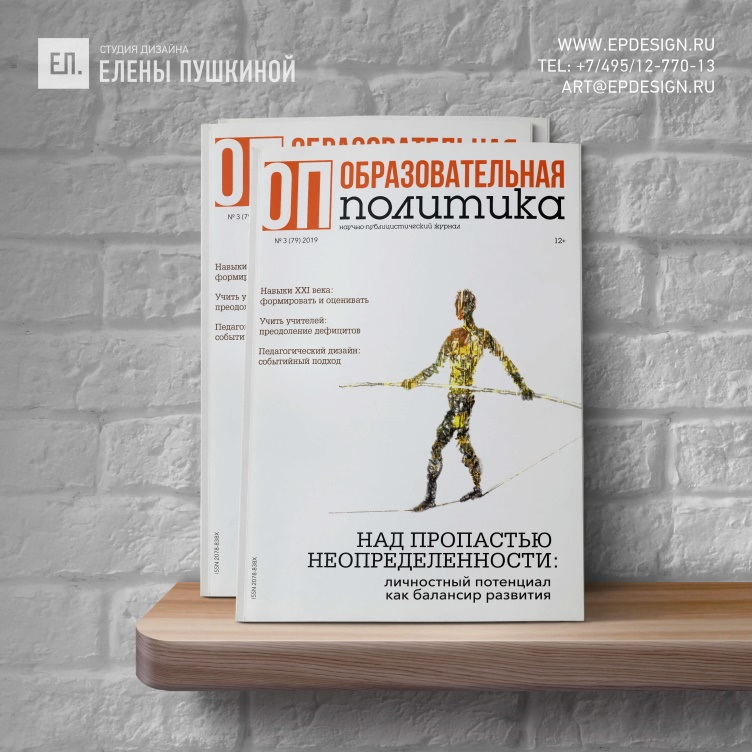 ЕП.
СТУДИЯ ДИЗАЙНА
ЕЛЕНЫ ПУШКИНОЙ
WWW.EPDESIGN.RU
TEL: +7/495/12-770-13
ART@EPDESIGN.RU
ОП
ОБРАЗОВАТЕЛЬНАЯ
№ 3 (79
Навыки
формир
Учить у
преодол
Педагог
событи
ISSN 2078-838X
ОП
ОБРАЗОВАТЕЛЬНАЯ
политика
научно-публицистический журнал
№ 3 (79) 2019
12+
Навыки XXI века:
формировать и оценивать
Учить учителей:
преодоление дефицитов
Педагогический дизайн:
событийный подход
НАД ПРОПАСТЬЮ
НЕОПРЕДЕЛЕННОСТИ:
личностный потенциал
как балансир развития
ISSN 2078-838X